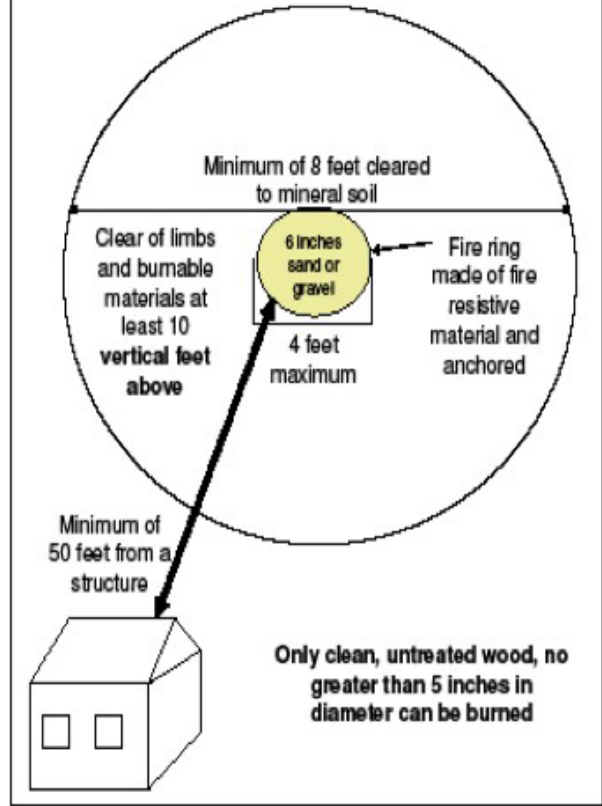 Minimum of 8 feet cleared
to mineral soil
Clear of limbs
and burnable
materials at
least 10
vertical feet
above
6 inches
sand or
gravel
Fire ring
made of fire
resistive
material and
anchored
4 feet
maximum
Minimum of
50 feet from a
structure
Only clean, untreated wood, no
greater than 5 inches in
diameter can be burned